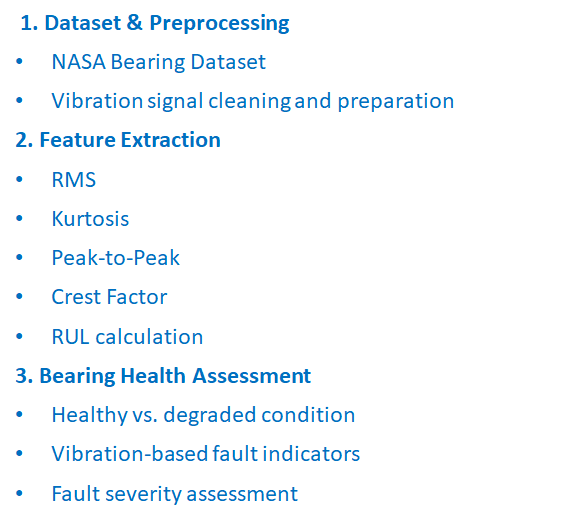 1. Dataset & Preprocessing
• NASA Bearing Dataset
• Vibration signal cleaning and preparation
2. Feature Extraction
• RMS
• Kurtosis
• Peak-to-Peak
• Crest Factor
• RUL calculation
3. Bearing Health Assessment
• Healthy vs. degraded condition
• Vibration-based fault indicators
• Fault severity assessment